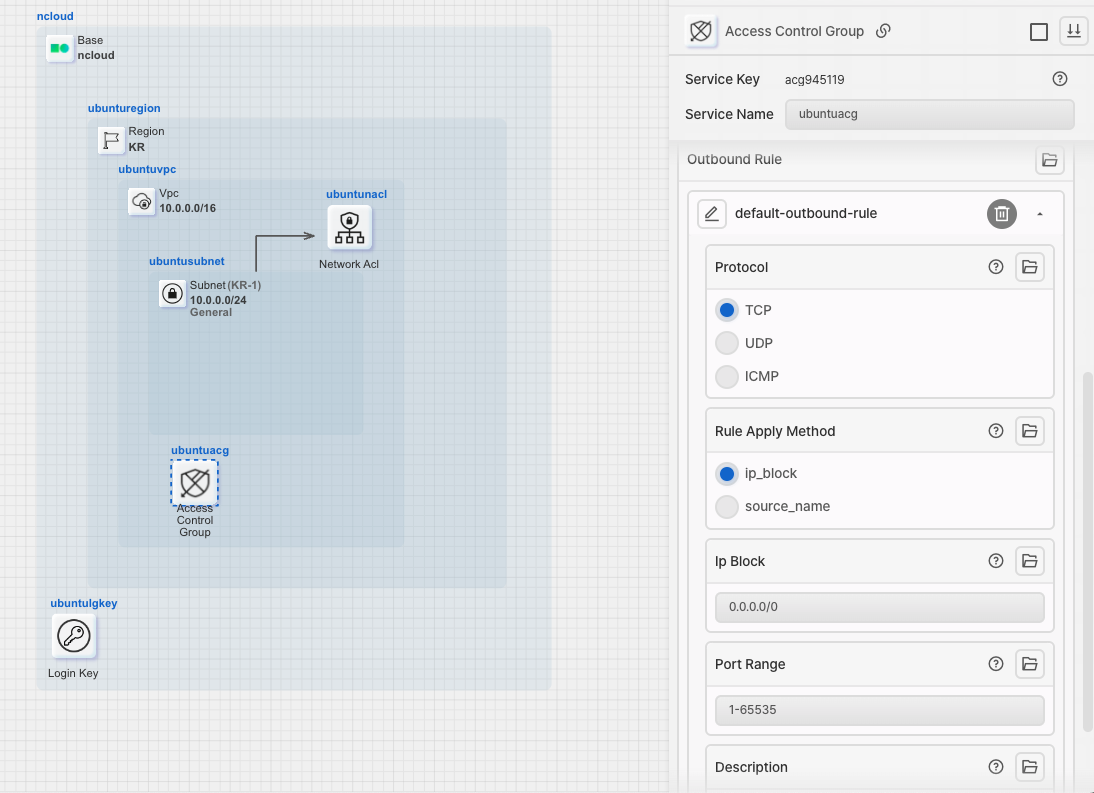 ncloud
Base
ncloud
ubunturegion
Region
KR
ubuntuvpc
Vpc
10.0.0.0/16
ubuntunacl
Network Acl
ubuntusubnet
Subnet (KR-1)
10.0.0.0/24
General
ubuntuacg
Access
Control
Group
ubuntulgkey
Login Key
Access Control Group
Service Key acg945119
Service Name ubuntuacg
Outbound Rule
default-outbound-rule
Protocol
TCP
UDP
ICMP
Rule Apply Method
ip_block
source_name
Ip Block
0.0.0.0/0
Port Range
1-65535
Description